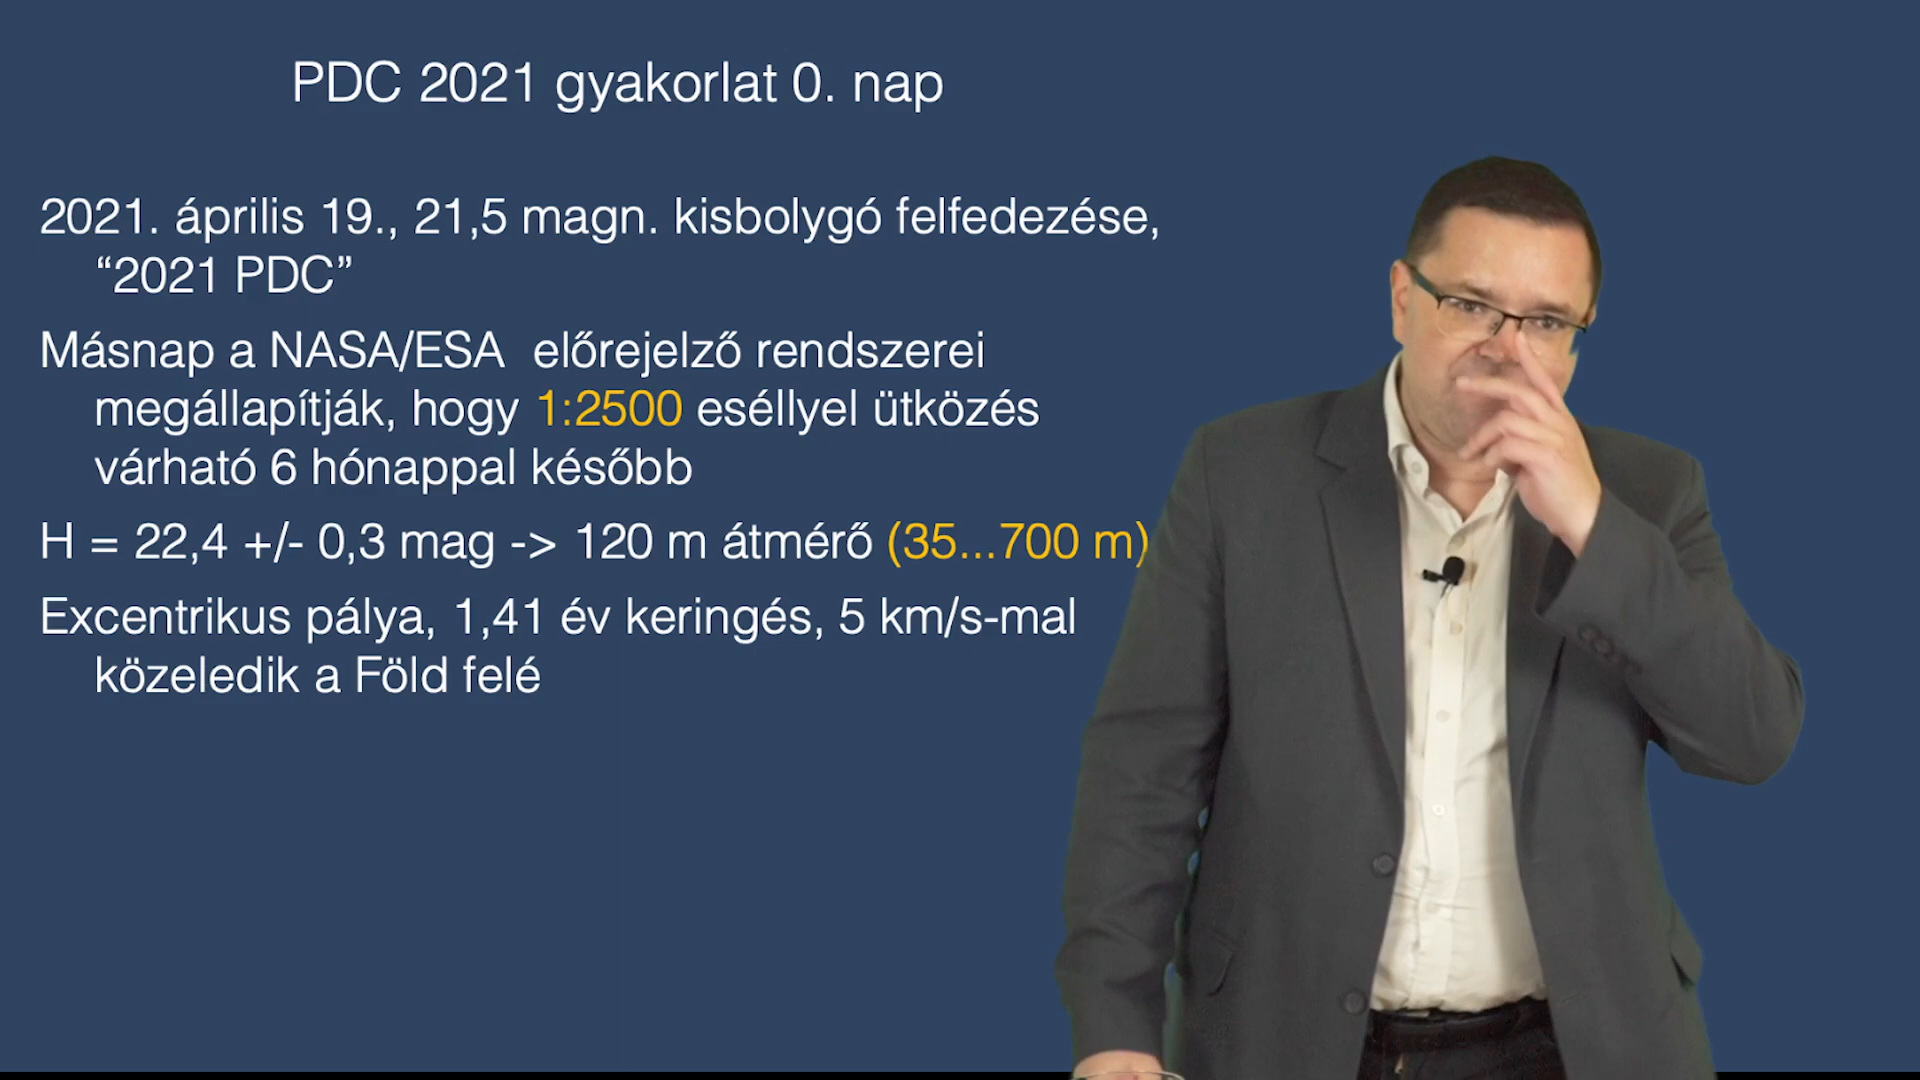 PDC 2021 gyakorlat 0. nap
2021. április 19., 21,5 magn. kisbolygó felfedezése,
“2021 PDC”
Másnap a NASA/ESA előrejelző rendszerei
megállapítják, hogy 1:2500 eséllyel ütközés
várható 6 hónappal később
H = 22,4 +/- 0,3 mag -> 120 m átmérő (35...700 m)
Excentrikus pálya, 1,41 év keringés, 5 km/s-mal
közeledik a Föld felé